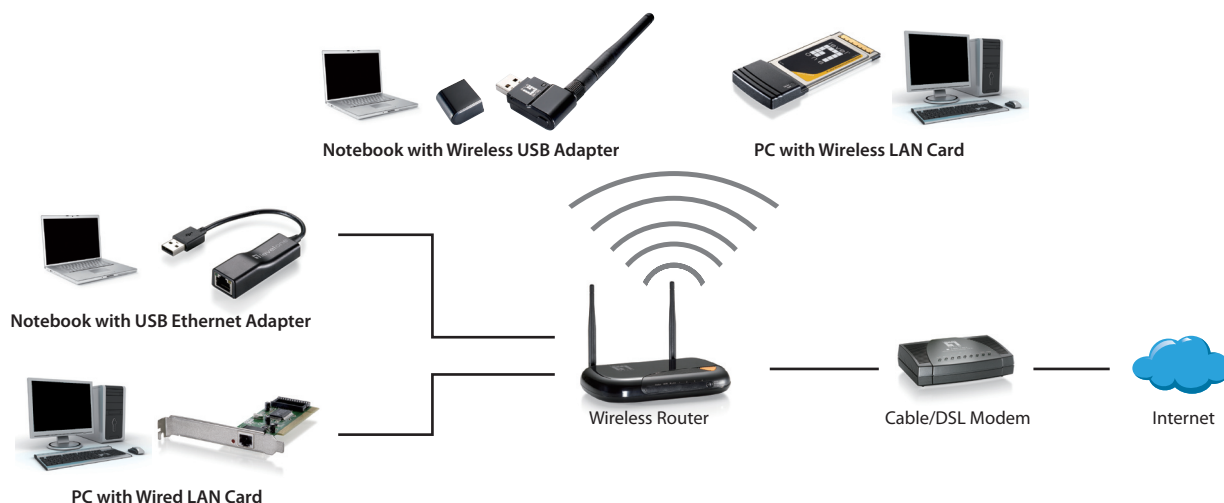 Notebook with Wireless USB Adapter
PC with Wireless LAN Card
Notebook with USB Ethernet Adapter
Wireless Router
Cable/DSL Modem
Internet
PC with Wired LAN Card